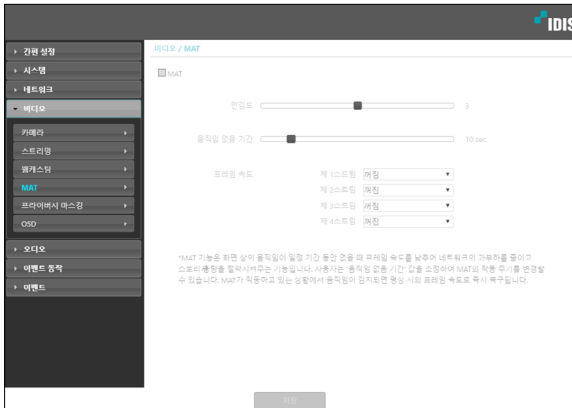 IDIS
간편 설정
시스템
네트워크
비디오
카메라
스트리밍
웹캐스팅
MAT
프라이버시 마스킹
OSD
오디오
이벤트 동작
이벤트
비디오 / MAT
MAT
민감도 3
움직임 없음 기간 10 sec.
프레임 속도 제 1스트림 꺼짐
제 2스트림 꺼짐
제 3스트림 꺼짐
제 4스트림 꺼짐
*MAT 기능은 화면 상의 움직임이 일정 기간 동안 없을 때 프레임 속도를 낮추어 네트워크의 가부하를 줄이고
스토리 용량을 절약시켜주는 기능입니다. 사용자는 '움직임 없음 기간' 값을 조정하여 MAT의 작동 주기를 변경할
수 있습니다. MAT가 작동하고 있는 상황에서 움직임이 감지되면 평상 시의 프레임 속도로 즉시 복구됩니다.
저장